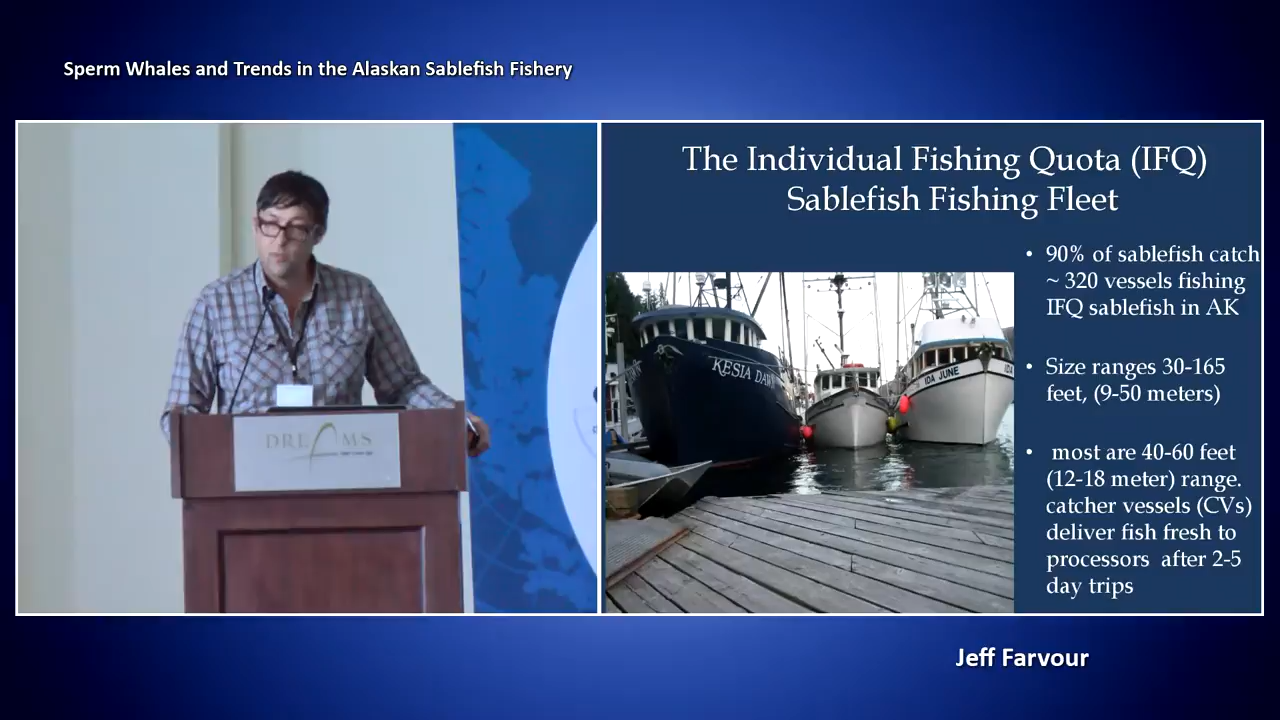 Sperm Whales and Trends in the Alaskan Sablefish Fishery
The Individual Fishing Quota (IFQ)
Sablefish Fishing Fleet
• 90% of sablefish catch
~ 320 vessels fishing
IFQ sablefish in AK
• Size ranges 30-165
feet, (9-50 meters)
• most are 40-60 feet
(12-18 meter) range.
catcher vessels (CVs)
deliver fish fresh to
processors after 2-5
day trips
KESIA DAWN
IDA JUNE
IDA
DREAMS
Jeff Farvour